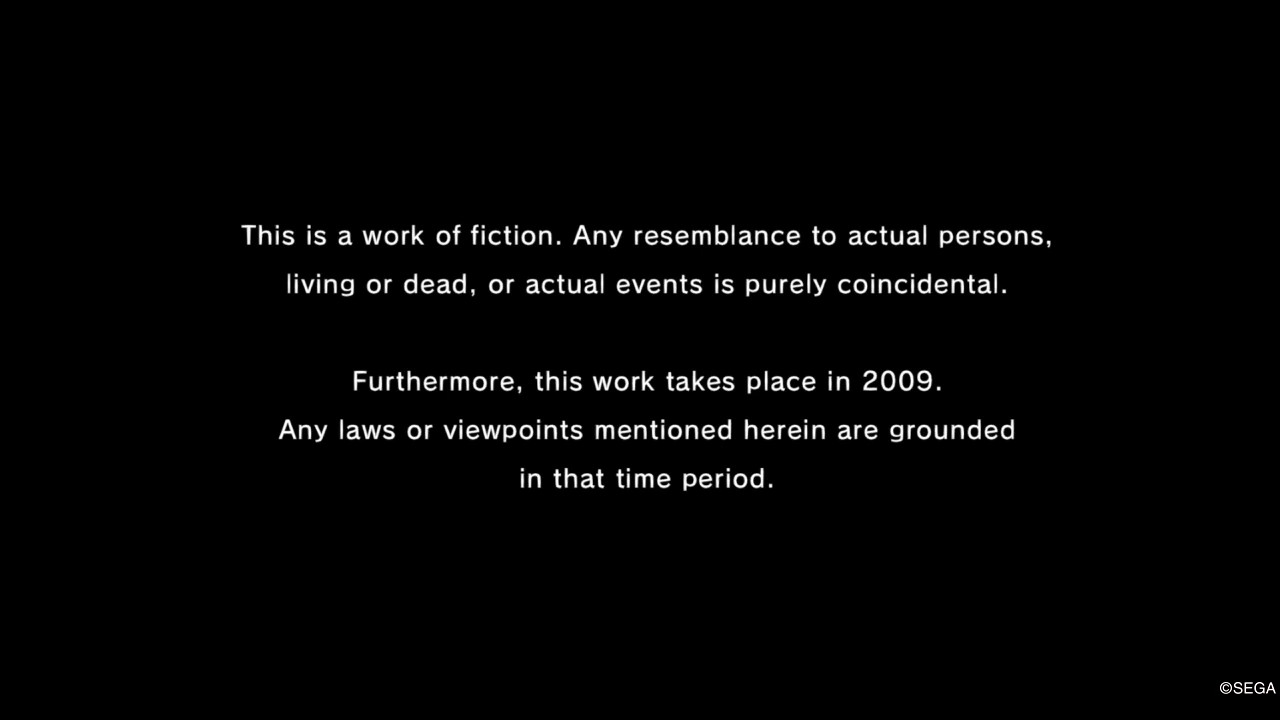 This is a work of fiction. Any resemblance to actual persons,
living or dead, or actual events is purely coincidental.
Furthermore, this work takes place in 2009.
Any laws or viewpoints mentioned herein are grounded
in that time period.
©SEGA